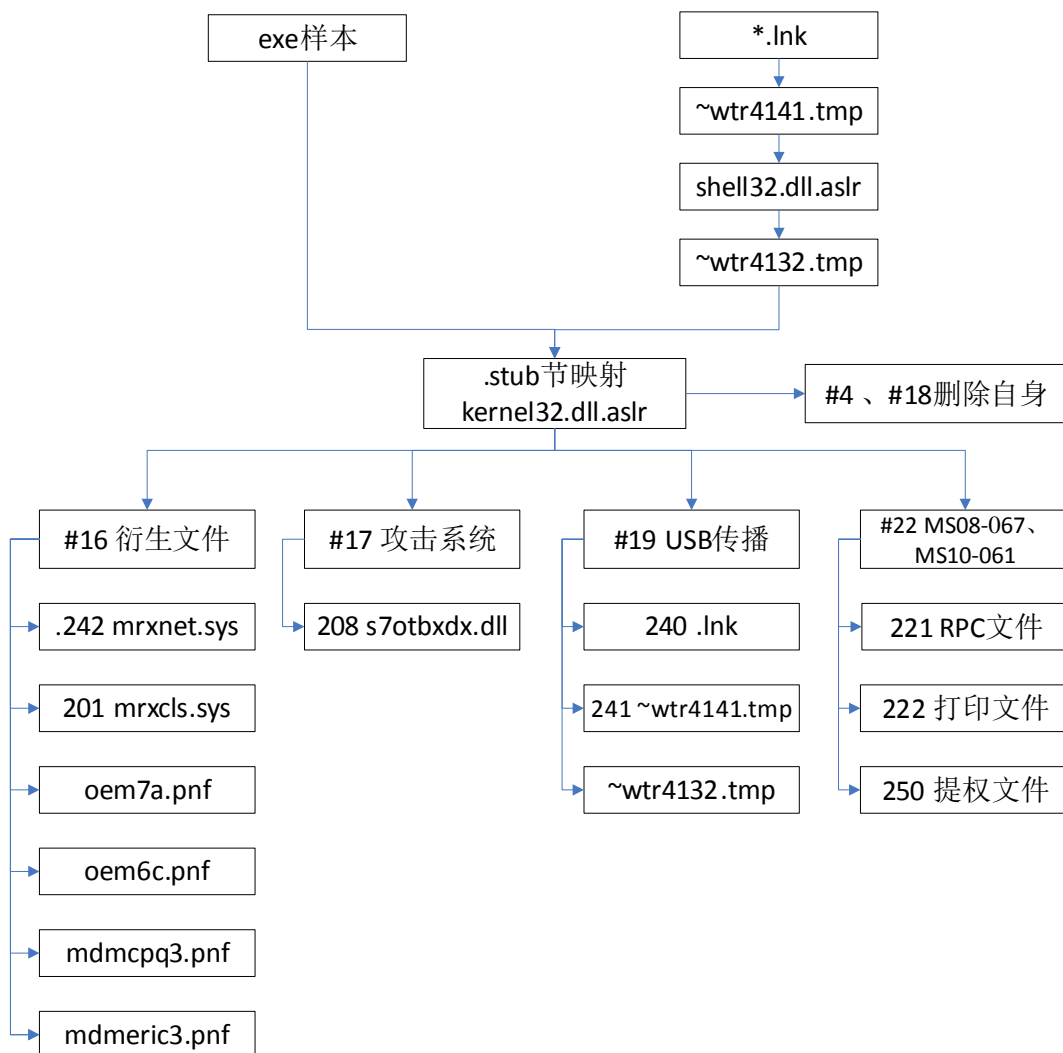 exe样本
*.lnk
~wtr4141.tmp
shell32.dll.aslr
~wtr4132.tmp
.stub节映射
kernel32.dll.aslr
#4 、#18删除自身
#16 衍生文件
.242 mrxnet.sys
201 mrxcls.sys
oem7a.pnf
oem6c.pnf
mdmcpq3.pnf
mdmeric3.pnf
#17 攻击系统
208 s7otbxdx.dll
#19 USB传播
240 .lnk
241 ~wtr4141.tmp
~wtr4132.tmp
#22 MS08-067、
MS10-061
221 RPC文件
222 打印文件
250 提权文件